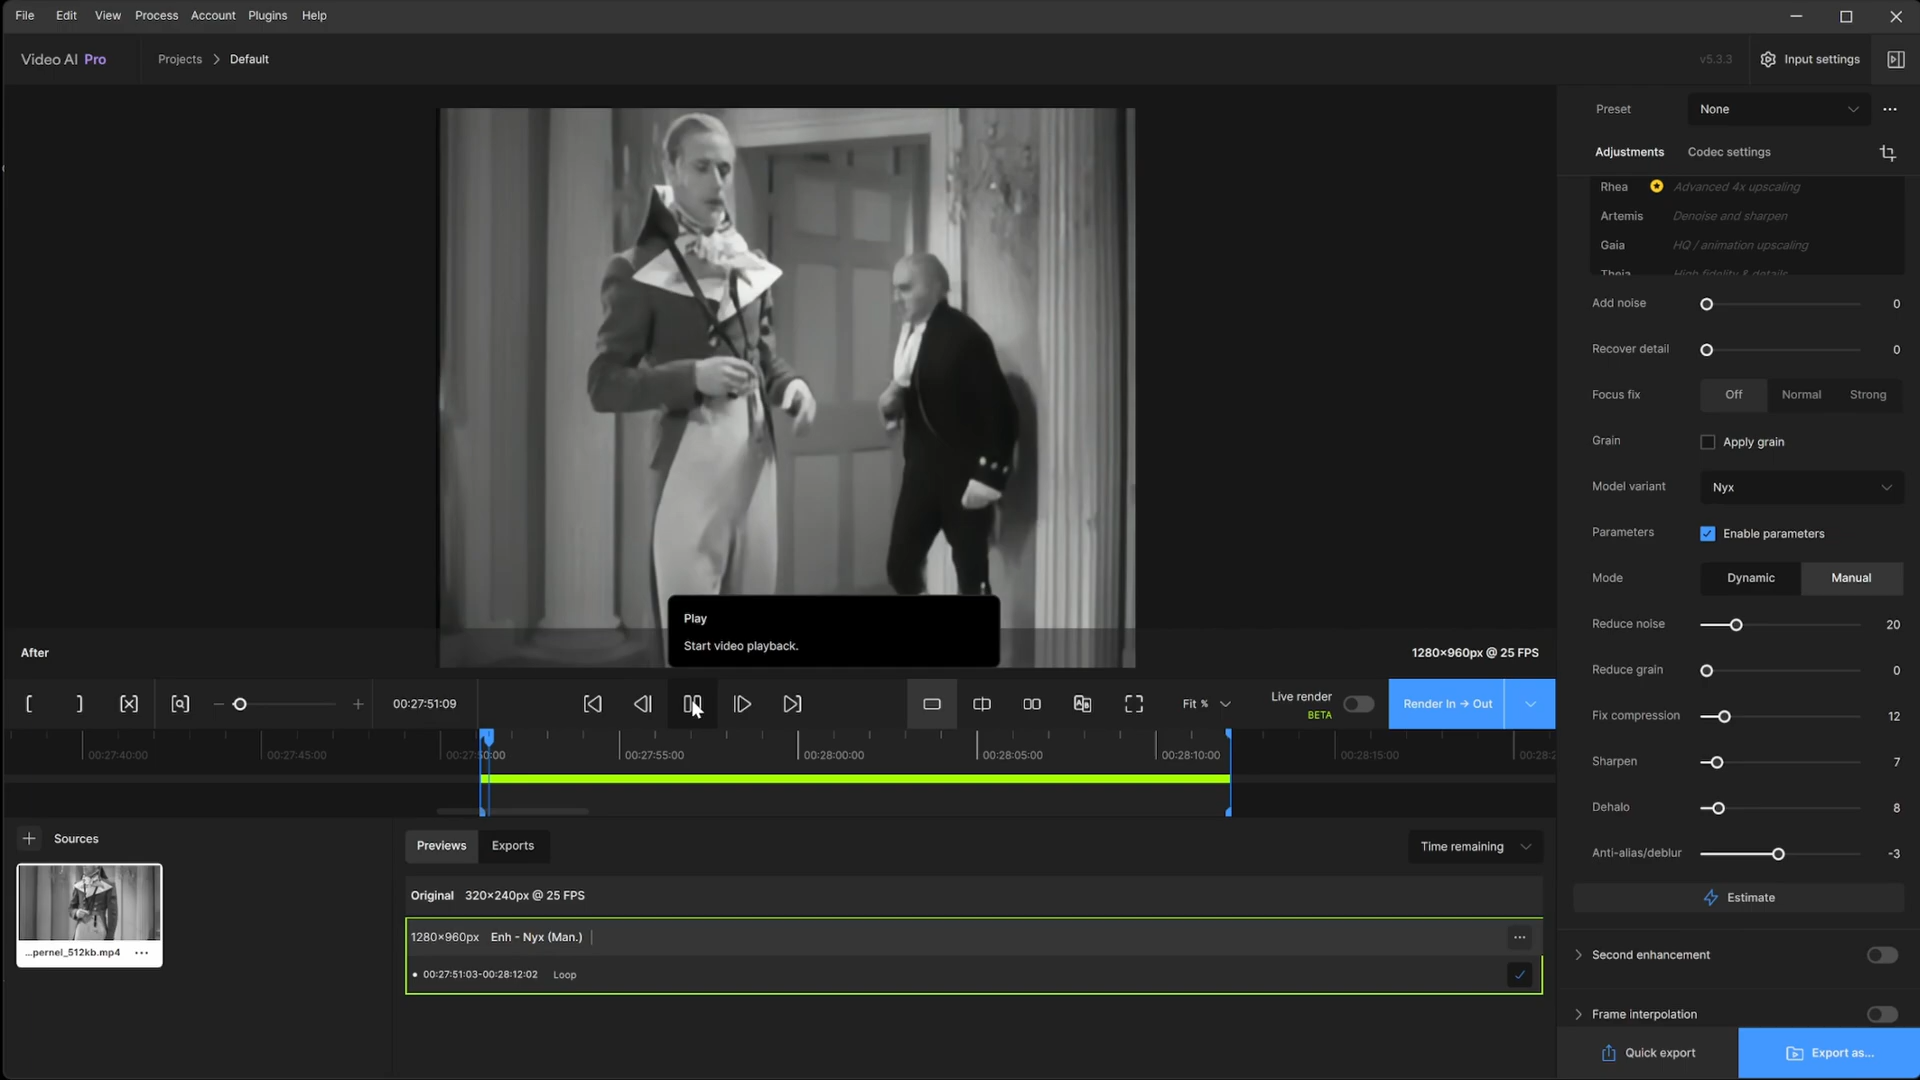 File Edit View Process Account Plugins Help
Video AI Pro Projects > Default v5.3.3 Input settings
Preset None
Adjustments Codec settings
Rhea Advanced 4x upscaling
Artemis Denoise and sharpen
Gaia HQ / animation upscaling
Theia High fidelity & details
Add noise 0
Recover detail 0
Focus fix Off Normal Strong
Grain Apply grain
Model variant Nyx
Parameters Enable parameters
Mode Dynamic Manual
Reduce noise 20
Reduce grain 0
Fix compression 12
Sharpen 7
Dehalo 8
Anti-alias/deblur -3
Estimate
Second enhancement
Frame interpolation
Quick export Export as...
Play
Start video playback.
After 1280×960px @ 25 FPS
00:27:51:09 Fit % Live render BETA Render In → Out
00:27:40:00 00:27:45:00 00:27:50:00 00:27:55:00 00:28:00:00 00:28:05:00 00:28:10:00 00:28:15:00
Sources
...pernel_512kb.mp4 ...
Previews Exports Time remaining
Original 320×240px @ 25 FPS
1280×960px Enh - Nyx (Man.)
00:27:51:03-00:28:12:02 Loop